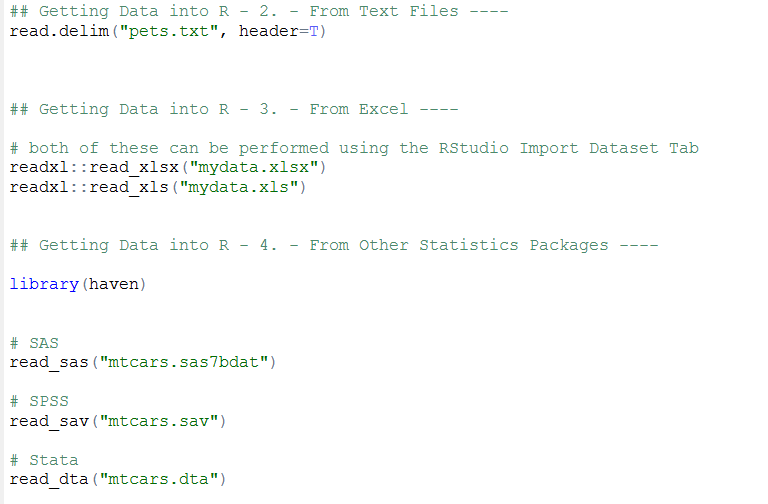 ## Getting Data into R - 2. - From Text Files ----
read.delim("pets.txt", header=T)
## Getting Data into R - 3. - From Excel ----
# both of these can be performed using the RStudio Import Dataset Tab
readxl::read_xlsx("mydata.xlsx")
readxl::read_xls("mydata.xls")
## Getting Data into R - 4. - From Other Statistics Packages ----
library(haven)
# SAS
read_sas("mtcars.sas7bdat")
# SPSS
read_sav("mtcars.sav")
# Stata
read_dta("mtcars.dta")